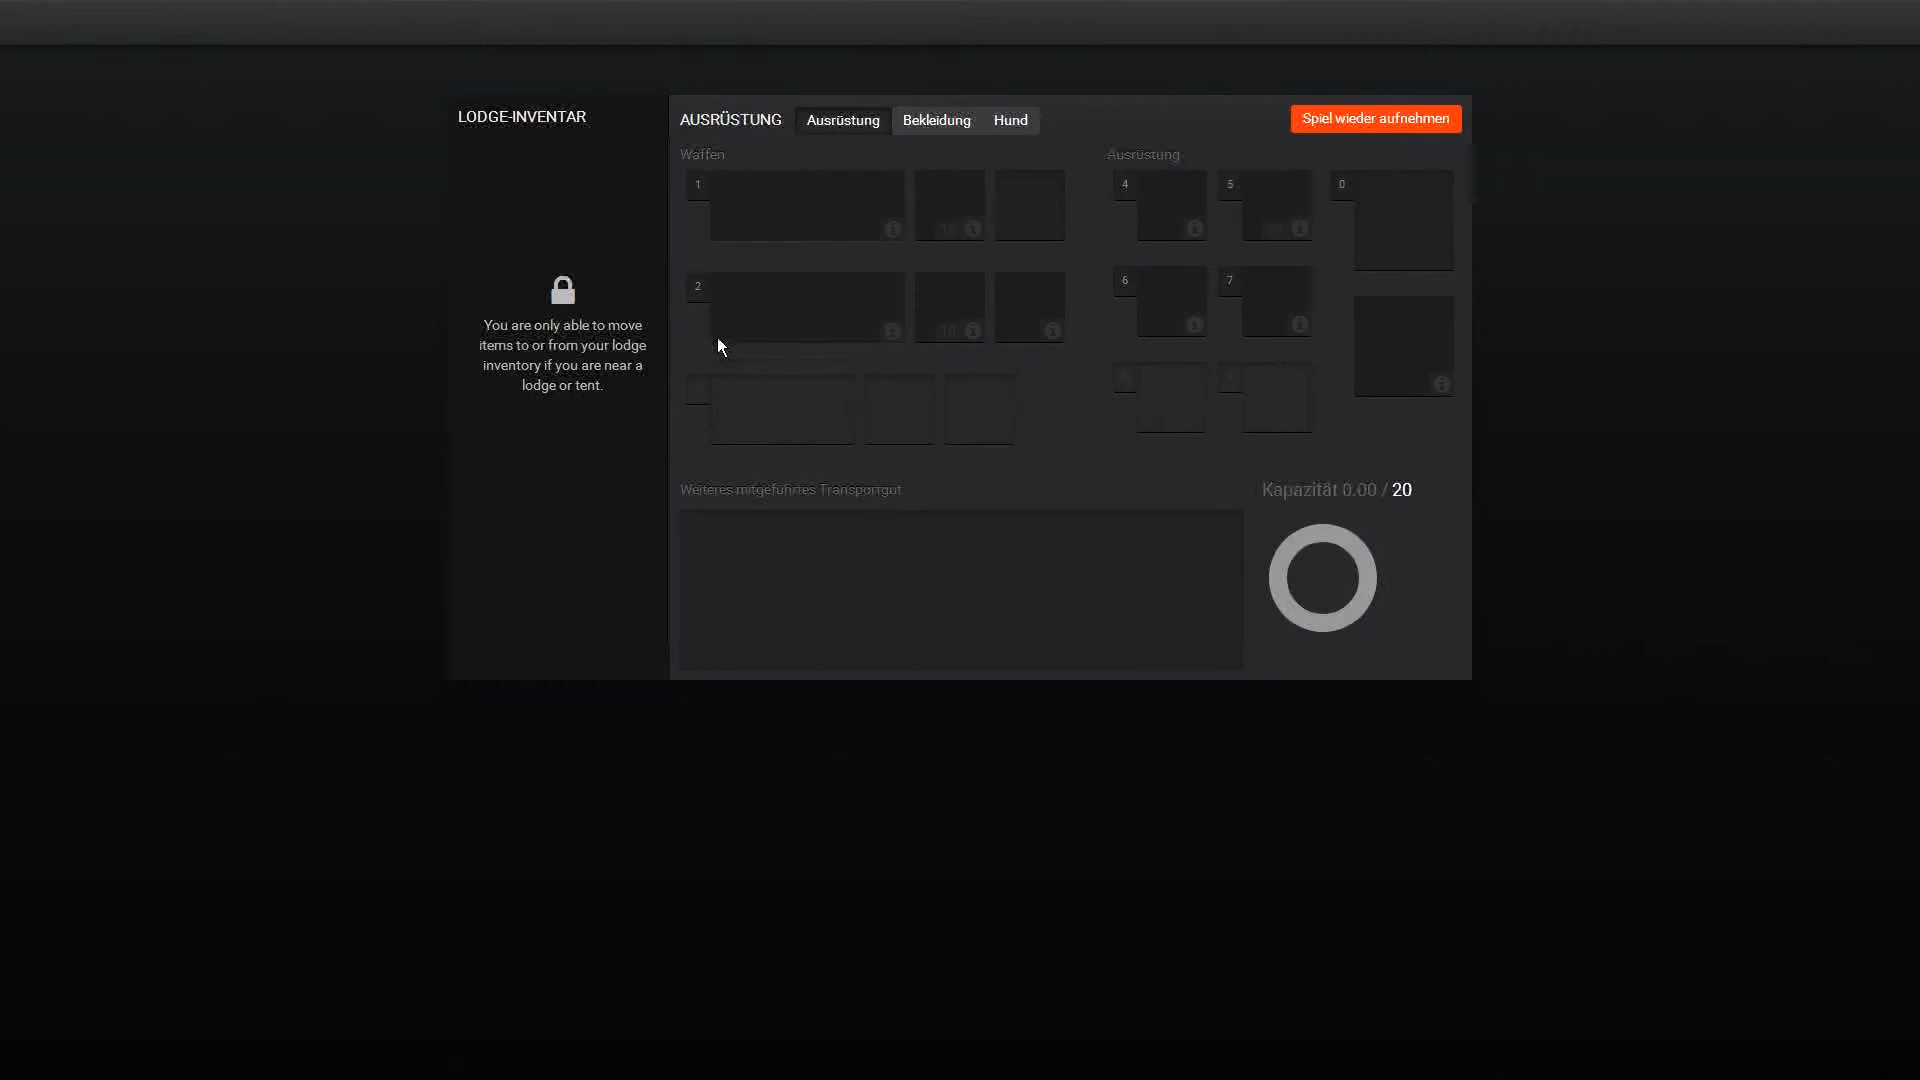 LODGE-INVENTAR
You are only able to move
items to or from your lodge
inventory if you are near a
lodge or tent.
AUSRÜSTUNG
Ausrüstung
Bekleidung
Hund
Spiel wieder aufnehmen
Waffen
1
10
2
10
Ausrüstung
4
5
0
6
7
Weiteres mitgeführtes Transportgut
Kapazität 0.00 / 20